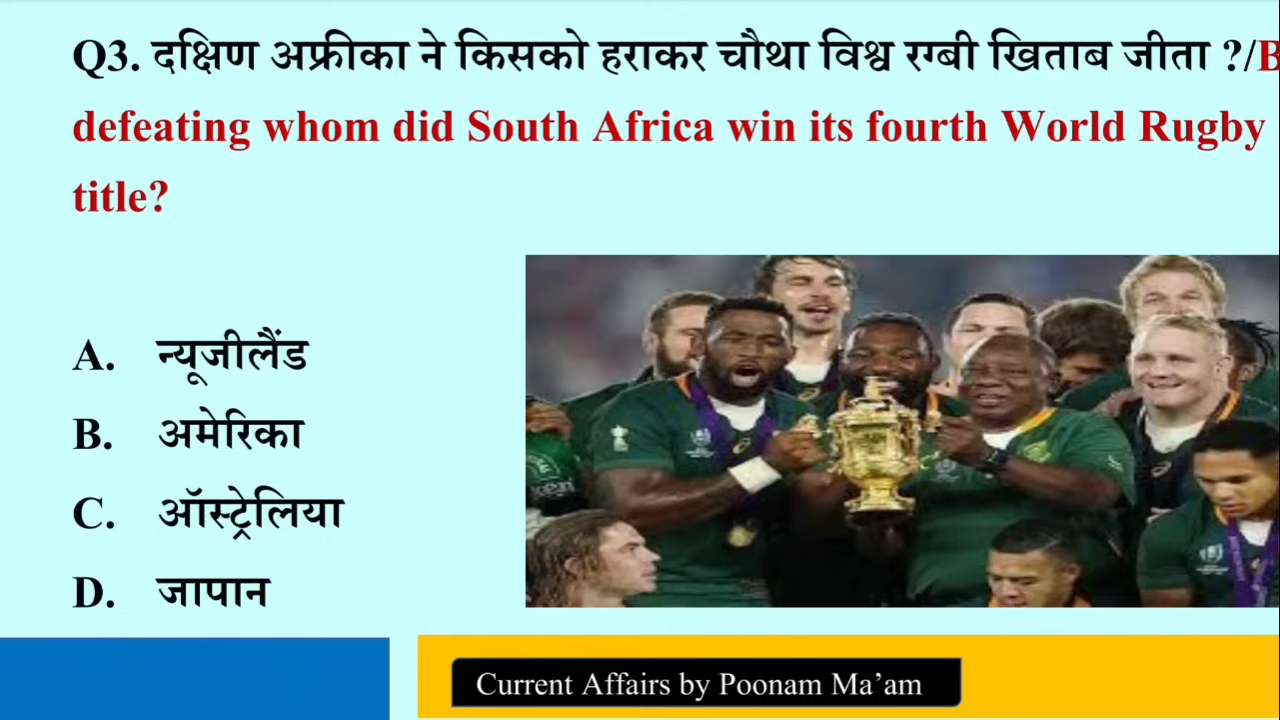 Q3. दक्षिण अफ्रीका ने किसको हराकर चौथा विश्व रग्बी खिताब जीता ?/B
defeating whom did South Africa win its fourth World Rugby
title?
A. न्यूजीलैंड
B. अमेरिका
C. ऑस्ट्रेलिया
D. जापान
Current Affairs by Poonam Ma’am